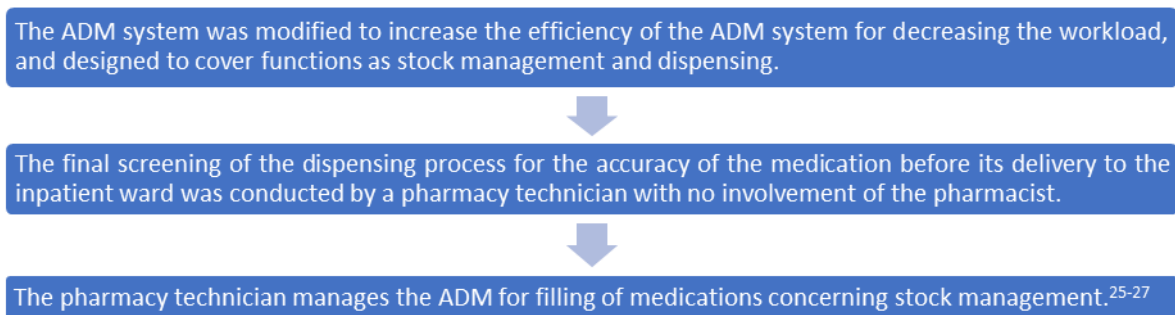 The ADM system was modified to increase the efficiency of the ADM system for decreasing the workload,
and designed to cover functions as stock management and dispensing.
The final screening of the dispensing process for the accuracy of the medication before its delivery to the
inpatient ward was conducted by a pharmacy technician with no involvement of the pharmacist.
The pharmacy technician manages the ADM for filling of medications concerning stock management.25-27